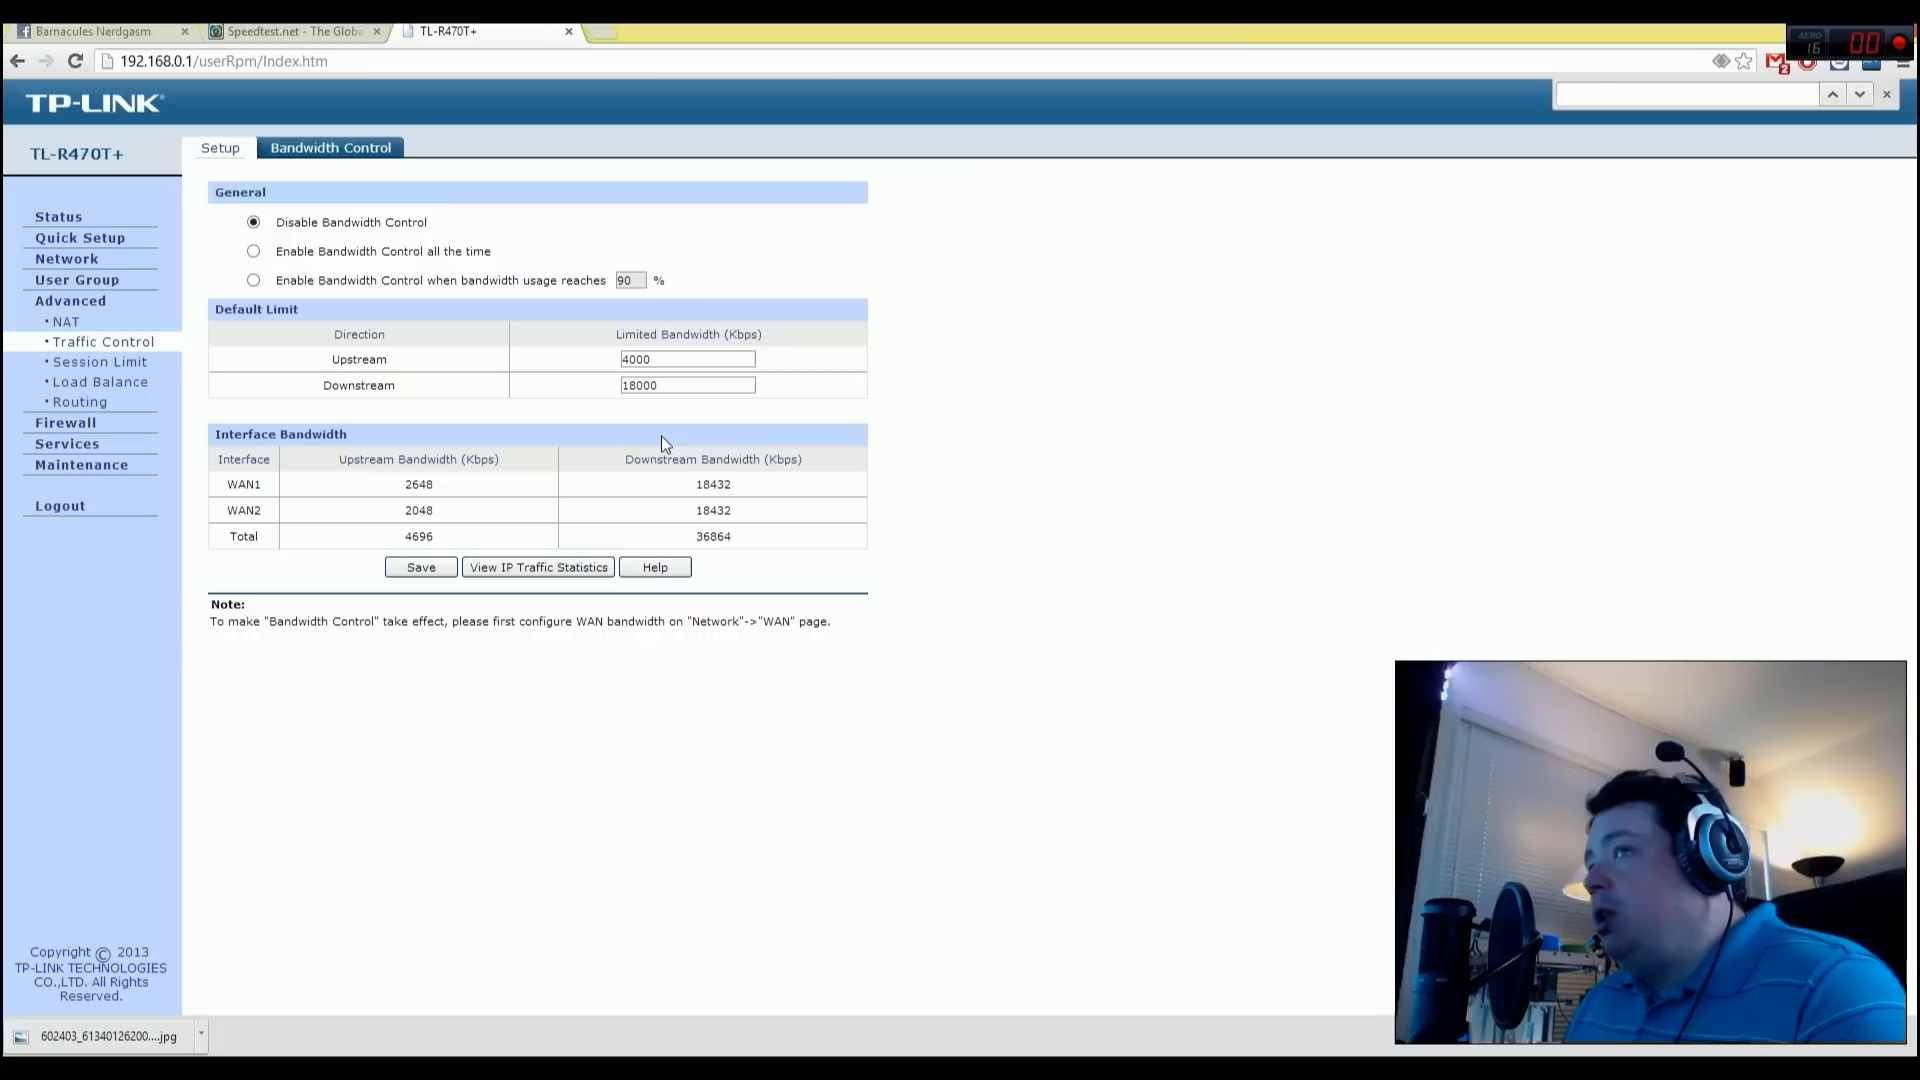 Barnacules Nerdgasm
Speedtest.net - The Globa
TL-R470T+
AERO
16
00
192.168.0.1/userRpm/Index.htm
2
TP-LINK
TL-R470T+
Setup
Bandwidth Control
Status
Quick Setup
Network
User Group
Advanced
• NAT
• Traffic Control
• Session Limit
• Load Balance
• Routing
Firewall
Services
Maintenance
Logout
General
Disable Bandwidth Control
Enable Bandwidth Control all the time
Enable Bandwidth Control when bandwidth usage reaches 90 %
Default Limit
Direction Limited Bandwidth (Kbps)
Upstream 4000
Downstream 18000
Interface Bandwidth
Interface Upstream Bandwidth (Kbps) Downstream Bandwidth (Kbps)
WAN1 2648 18432
WAN2 2048 18432
Total 4696 36864
Save View IP Traffic Statistics Help
Note:
To make "Bandwidth Control" take effect, please first configure WAN bandwidth on "Network"->"WAN" page.
Copyright © 2013
TP-LINK TECHNOLOGIES
CO.,LTD. All Rights
Reserved.
602403_61340126200....jpg